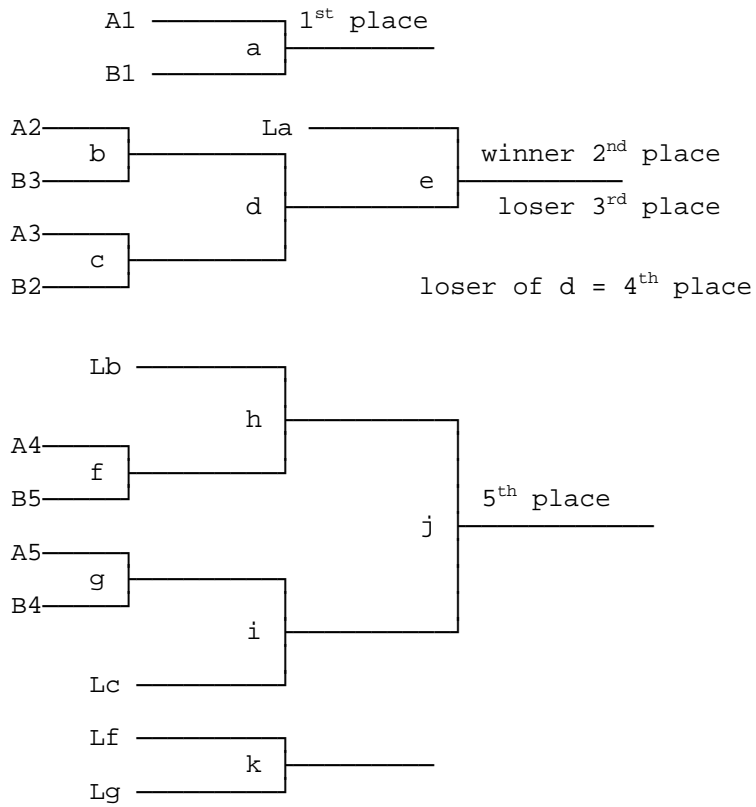 A1
1st place
a
B1
A2
La
b
winner 2nd place
B3
e
d
loser 3rd place
A3
c
B2
loser of d = 4th place
Lb
h
A4
f
B5
5th place
j
A5
g
B4
i
Lc
Lf
k
Lg